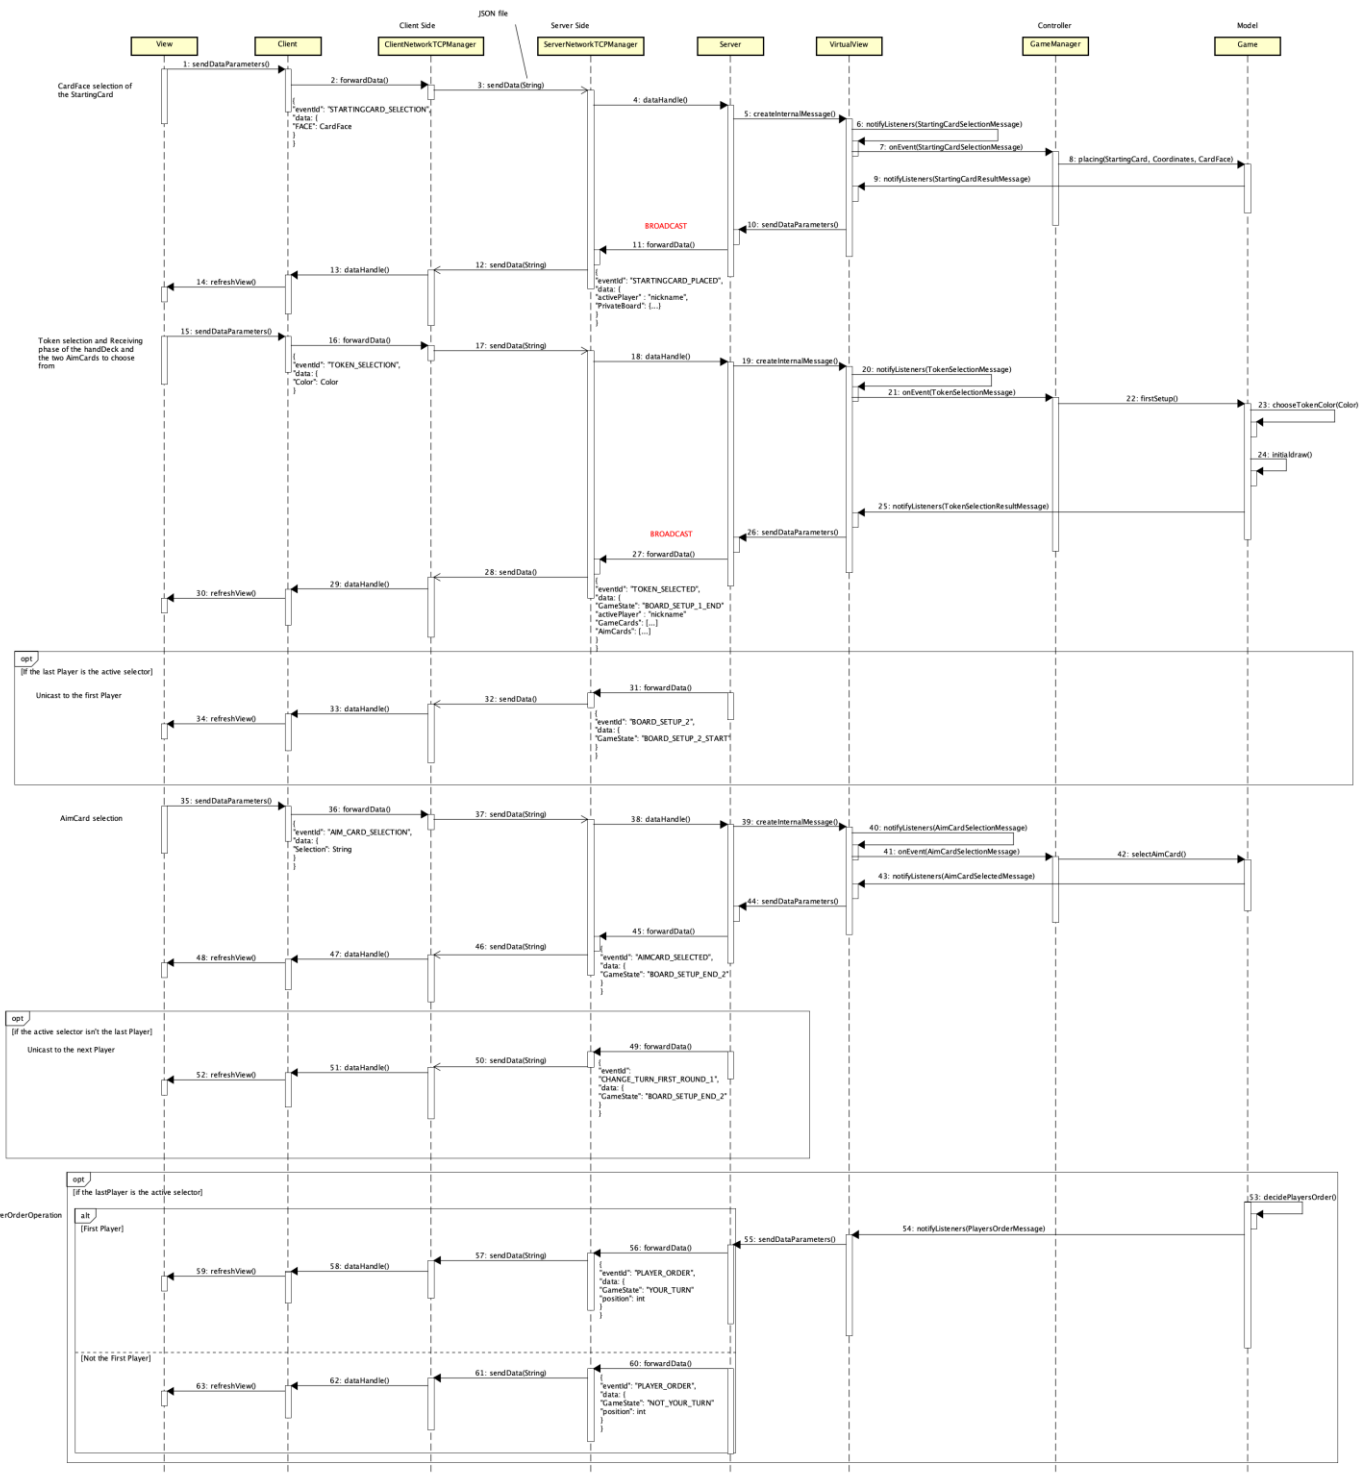 JSON file
Client Side
Server Side
Controller
Model
View
Client
ClientNetworkTCPManager
ServerNetworkTCPManager
Server
VirtualView
GameManager
Game
CardFace selection of
the StartingCard
1: sendDataParameters()
2: forwardData()
3: sendData(String)
{
"eventId": "STARTINGCARD_SELECTION",
"data: {
"FACE": CardFace
}
}
4: dataHandle()
5: createInternalMessage()
6: notifyListeners(StartingCardSelectionMessage)
7: onEvent(StartingCardSelectionMessage)
8: placing(StartingCard, Coordinates, CardFace)
9: notifyListeners(StartingCardResultMessage)
BROADCAST
10: sendDataParameters()
11: forwardData()
12: sendData(String)
13: dataHandle()
14: refreshView()
{
"eventId": "STARTINGCARD_PLACED",
"data: {
"activePlayer" : "nickname",
"PrivateBoard": {...}
}
}
Token selection and Receiving
phase of the handDeck and
the two AimCards to choose
from
15: sendDataParameters()
16: forwardData()
17: sendData(String)
{
"eventId": "TOKEN_SELECTION",
"data: {
"Color": Color
}
18: dataHandle()
19: createInternalMessage()
20: notifyListeners(TokenSelectionMessage)
21: onEvent(TokenSelectionMessage)
22: firstSetup()
23: chooseTokenColor(Color)
24: initialdraw()
25: notifyListeners(TokenSelectionResultMessage)
BROADCAST
26: sendDataParameters()
27: forwardData()
28: sendData()
29: dataHandle()
30: refreshView()
{
"eventId": "TOKEN_SELECTED",
"data: {
"GameState": "BOARD_SETUP_1_END"
"activePlayer" : "nickname"
"GameCards": [...]
"AimCards": [...]
}
opt
[If the last Player is the active selector]
Unicast to the first Player
31: forwardData()
32: sendData()
33: dataHandle()
34: refreshView()
{
"eventId": "BOARD_SETUP_2",
"data: {
"GameState": "BOARD_SETUP_2_START"
}
}
AimCard selection
35: sendDataParameters()
36: forwardData()
37: sendData(String)
{
"eventId": "AIM_CARD_SELECTION",
"data: {
"Selection": String
}
}
38: dataHandle()
39: createInternalMessage()
40: notifyListeners(AimCardSelectionMessage)
41: onEvent(AimCardSelectionMessage)
42: selectAimCard()
43: notifyListeners(AimCardSelectedMessage)
44: sendDataParameters()
45: forwardData()
46: sendData(String)
47: dataHandle()
48: refreshView()
{
"eventId": "AIMCARD_SELECTED",
"data: {
"GameState": "BOARD_SETUP_END_2"
}
}
opt
[if the active selector isn't the last Player]
Unicast to the next Player
49: forwardData()
50: sendData(String)
51: dataHandle()
52: refreshView()
{
"eventId":
"CHANGE_TURN_FIRST_ROUND_1",
"data: {
"GameState": "BOARD_SETUP_END_2"
}
}
opt
[if the lastPlayer is the active selector]
erOrderOperation
53: decidePlayersOrder()
54: notifyListeners(PlayersOrderMessage)
alt
[First Player]
55: sendDataParameters()
56: forwardData()
57: sendData(String)
58: dataHandle()
59: refreshView()
{
"eventId": "PLAYER_ORDER",
"data: {
"GameState": "YOUR_TURN"
"position": int
}
}
[Not the First Player]
60: forwardData()
61: sendData(String)
62: dataHandle()
63: refreshView()
{
"eventId": "PLAYER_ORDER",
"data: {
"GameState": "NOT_YOUR_TURN"
"position": int
}
}